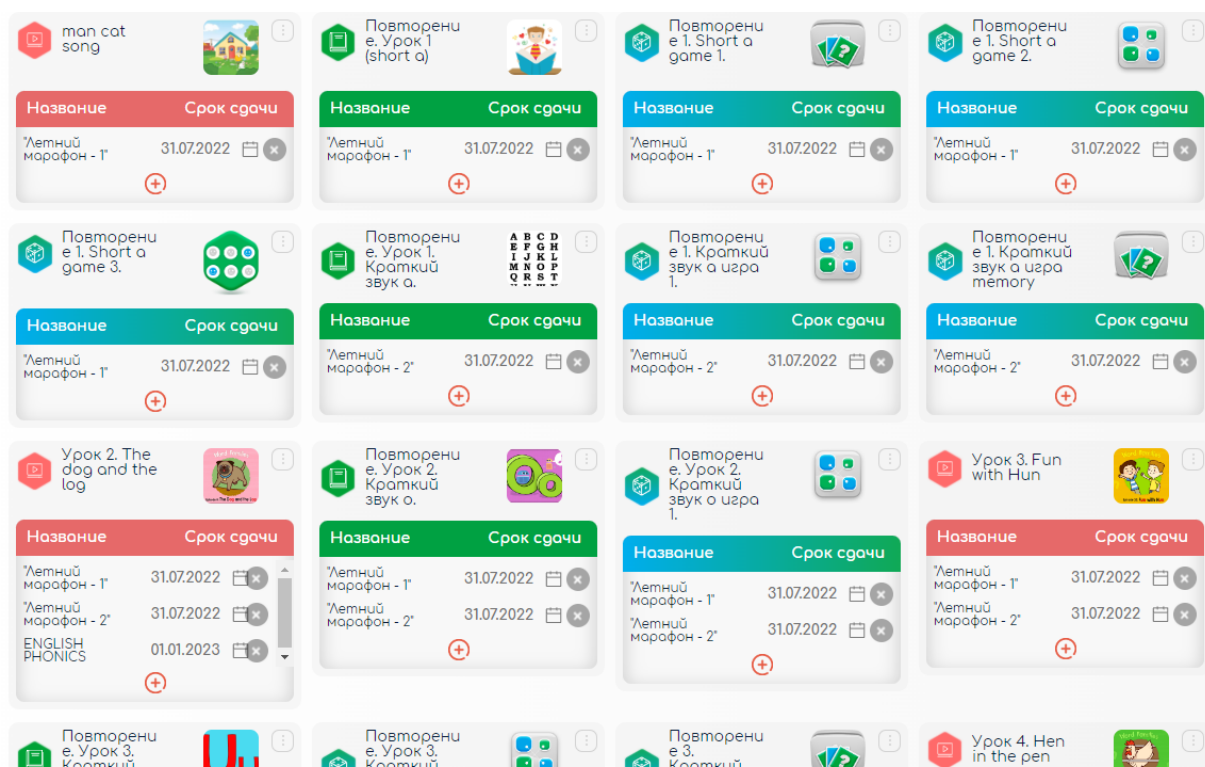 man cat
song
Название Срок сдачи
"Летний
марафон - 1" 31.07.2022
Повторени
е. Урок 1
(short a)
Название Срок сдачи
"Летний
марафон - 1" 31.07.2022
Повторени
е 1. Short a
game 1.
Название Срок сдачи
"Летний
марафон - 1" 31.07.2022
Повторени
е 1. Short a
game 2.
Название Срок сдачи
"Летний
марафон - 1" 31.07.2022
Повторени
е 1. Short a
game 3.
Название Срок сдачи
"Летний
марафон - 1" 31.07.2022
Повторени
е. Урок 1.
Краткий
звук a.
A B C D
E F G H
I J K L
M N O P
Q R S T
Название Срок сдачи
"Летний
марафон - 2" 31.07.2022
Повторени
е 1. Краткий
звук a игра
1.
Название Срок сдачи
"Летний
марафон - 2" 31.07.2022
Повторени
е 1. Краткий
звук a игра
memory
Название Срок сдачи
"Летний
марафон - 2" 31.07.2022
Урок 2. The
dog and the
log
Название Срок сдачи
"Летний
марафон - 1" 31.07.2022
"Летний
марафон - 2" 31.07.2022
ENGLISH
PHONICS 01.01.2023
Повторени
е. Урок 2.
Краткий
звук o.
Название Срок сдачи
"Летний
марафон - 1" 31.07.2022
"Летний
марафон - 2" 31.07.2022
Повторени
е. Урок 2.
Краткий
звук o игра
1.
Название Срок сдачи
"Летний
марафон - 1" 31.07.2022
"Летний
марафон - 2" 31.07.2022
Урок 3. Fun
with Hun
Название Срок сдачи
"Летний
марафон - 1" 31.07.2022
"Летний
марафон - 2" 31.07.2022
Повторени
е. Урок 3.
Краткий
Повторени
е. Урок 3.
Краткий
Повторени
е 3.
Краткий
Урок 4. Hen
in the pen